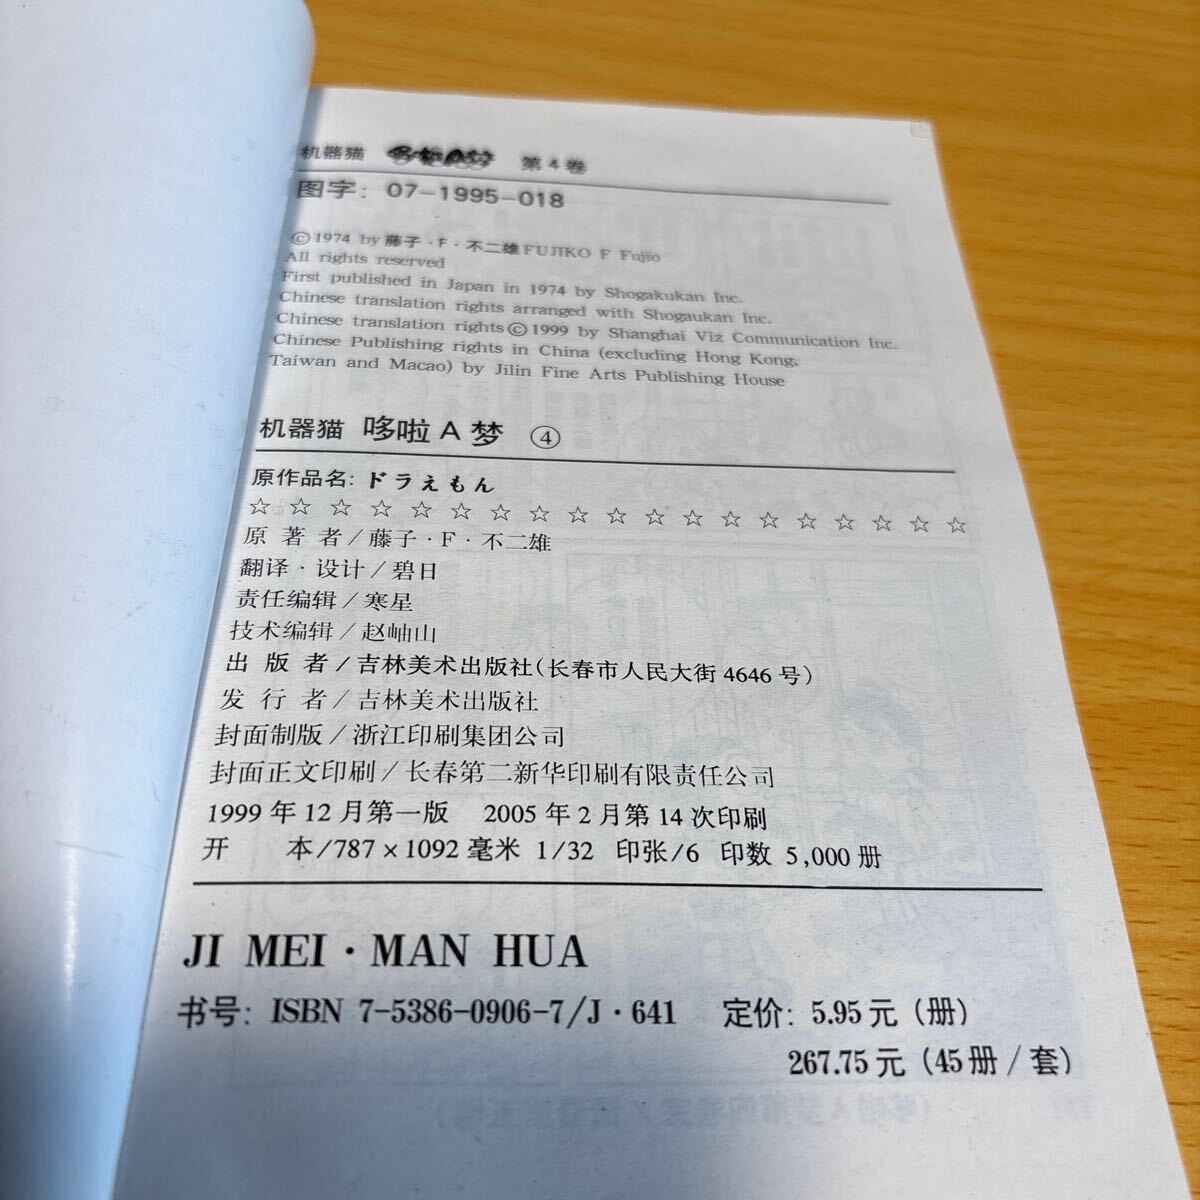 机器猫 哆啦A梦 第4卷
图字: 07-1995-018
©1974 by 藤子·F·不二雄FUJIKO F Fujio
All rights reserved
First published in Japan in 1974 by Shogakukan Inc.
Chinese translation rights arranged with Shogaukan Inc.
Chinese translation rights©1999 by Shanghai Viz Communication Inc.
Chinese Publishing rights in China (excluding Hong Kong,
Taiwan and Macao) by Jilin Fine Arts Publishing House
机器猫 哆啦A梦 ④
原作品名: ドラえもん
☆☆☆☆☆☆☆☆☆☆☆☆☆☆☆☆☆☆☆
原 著 者/藤子·F·不二雄
翻译·设计/碧日
责任编辑/寒星
技术编辑/赵岫山
出 版 者/吉林美术出版社(长春市人民大街4646号)
发 行 者/吉林美术出版社
封面制版/浙江印刷集团公司
封面正文印刷/长春第二新华印刷有限责任公司
1999年12月第一版 2005年2月第14次印刷
开 本/787×1092毫米 1/32 印张/6 印数 5,000册
JI MEI·MAN HUA
书号: ISBN 7-5386-0906-7/J·641 定价: 5.95元(册)
267.75元(45册/套)